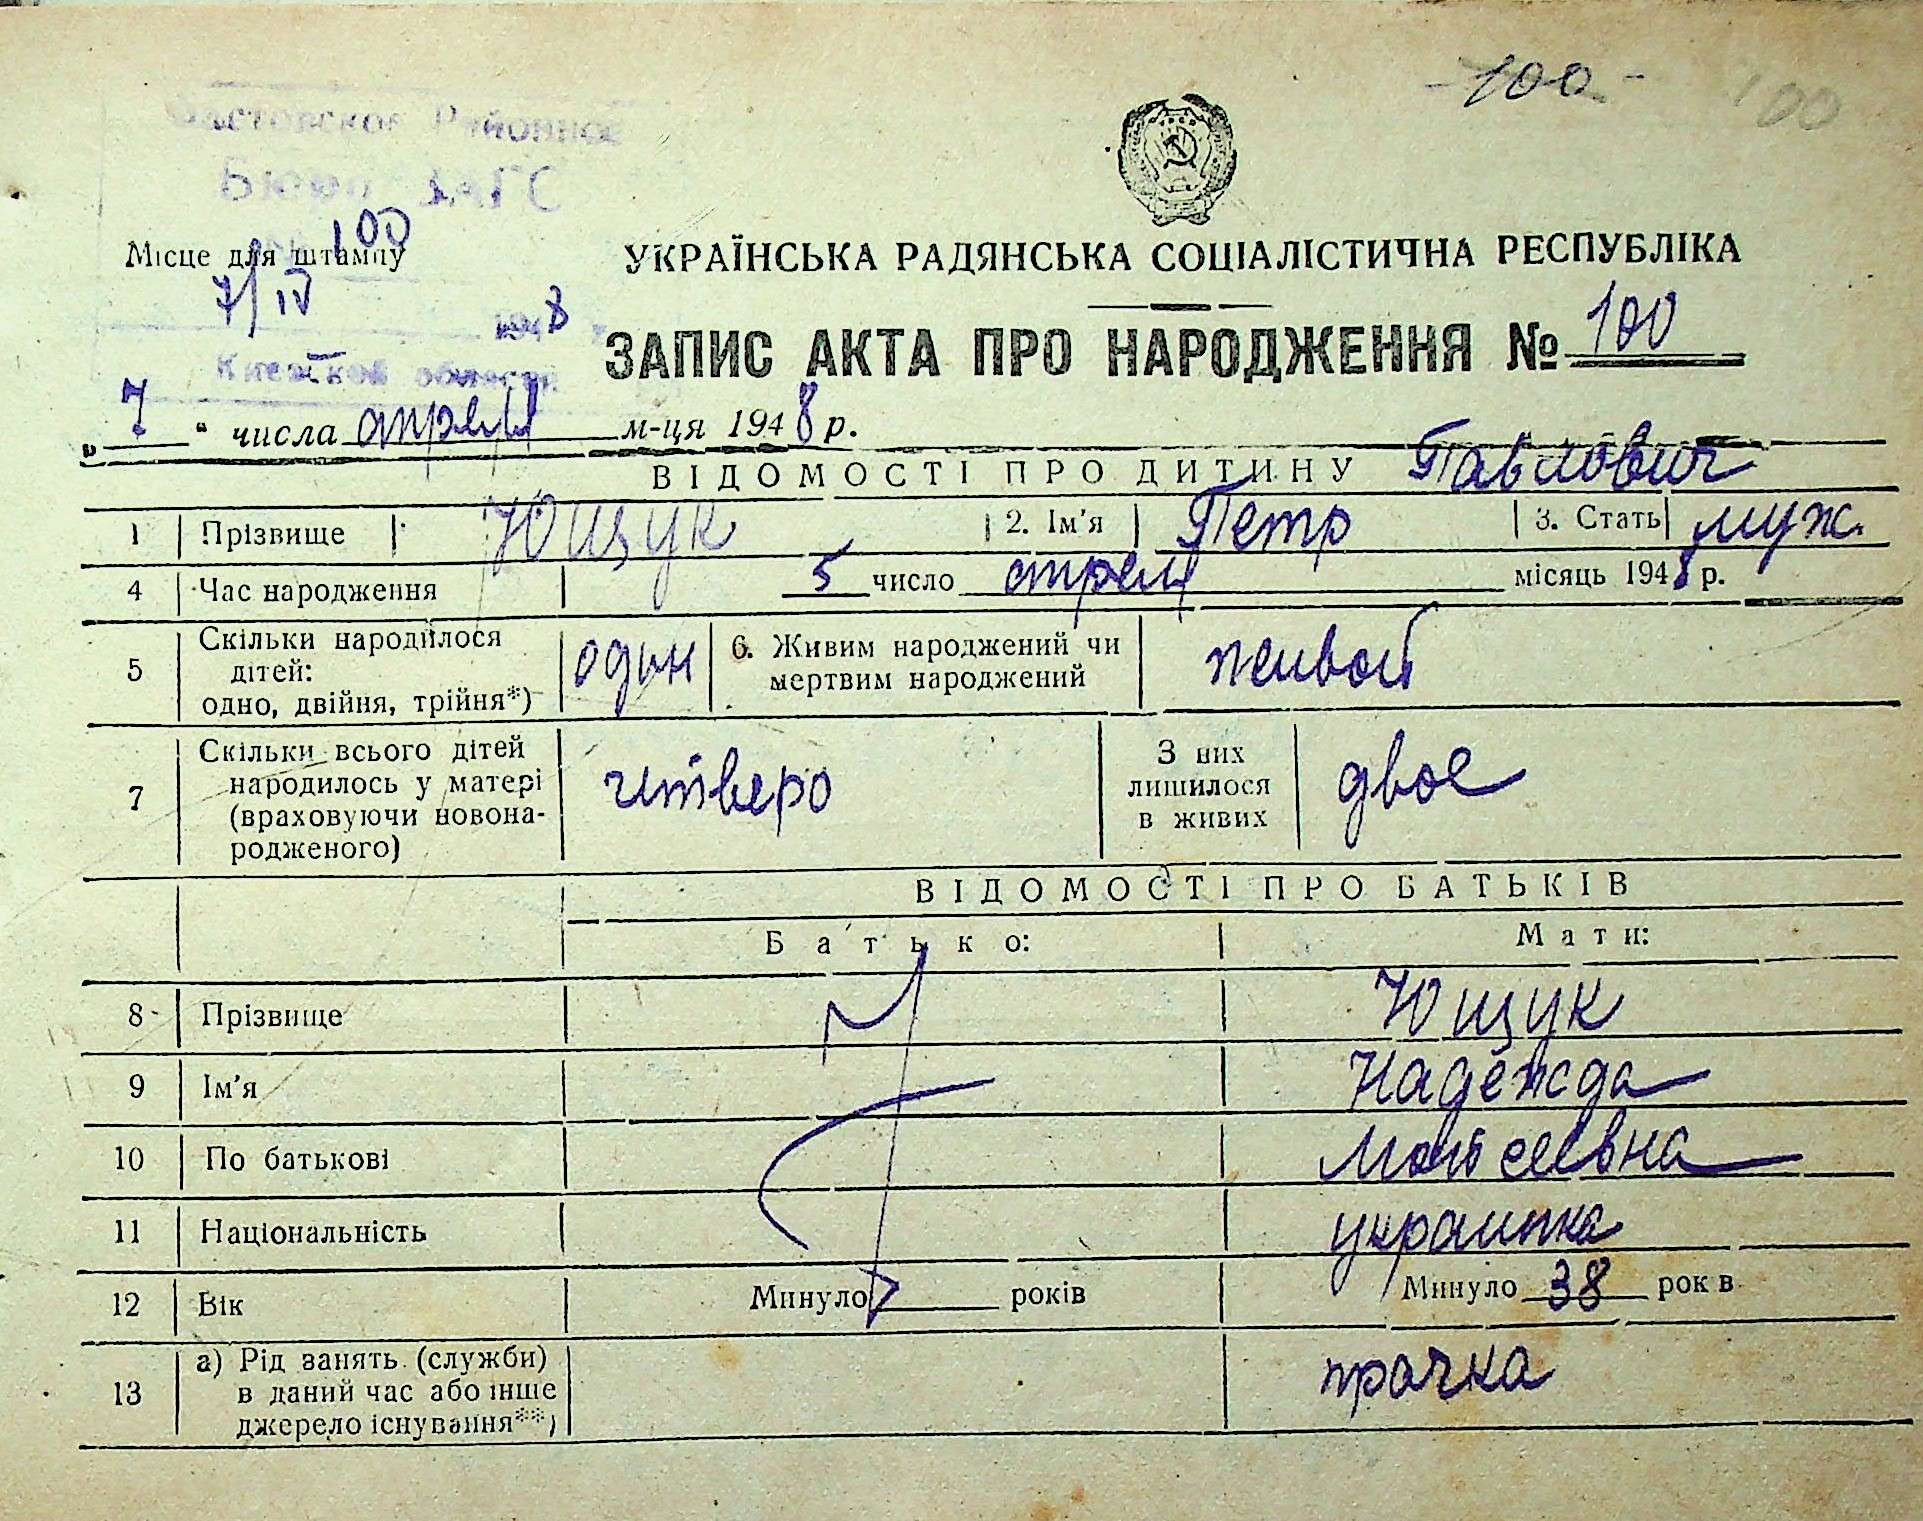 - 100 - 100
Фастовское Районное
Бюро ЗАГС
100
Місце для штампу
7/IV 1948
УКРАЇНСЬКА РАДЯНСЬКА СОЦІАЛІСТИЧНА РЕСПУБЛІКА
Киевской области
ЗАПИС АКТА ПРО НАРОДЖЕННЯ № 100
„ 7 “ числа апреля м-ця 1948 р.
ВІДОМОСТІ ПРО ДИТИНУ Павлович
1 Прізвище Ющук 2. Ім'я Петр 3. Стать муж.
4 Час народження 5 число апреля місяць 1948 р.
5 Скільки народилося дітей: одно, двійня, трійня*) один 6. Живим народжений чи мертвим народжений живой
7 Скільки всього дітей народилось у матері (враховуючи новонародженого) четверо З них лишилося в живих двое
ВІДОМОСТІ ПРО БАТЬКІВ
Батько: Мати:
8 Прізвище Ющук
9 Ім'я Надежда
10 По батькові Моисеевна
11 Національність украинка
12 Вік Минуло років Минуло 38 рок в
13 а) Рід занять (служби) в даний час або інше джерело існування**) прачка